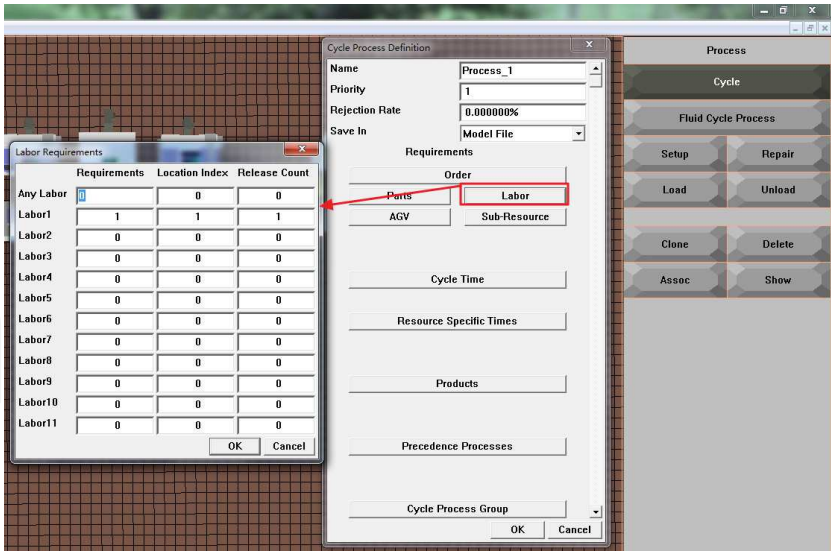 Cycle Process Definition
Name Process_1
Priority 1
Rejection Rate 0.000000%
Save In Model File
Requirements
Order
Parts Labor
AGV Sub-Resource
Cycle Time
Resource Specific Times
Products
Precedence Processes
Cycle Process Group
OK Cancel
Labor Requirements
Requirements Location Index Release Count
Any Labor 0 0 0
Labor1 1 1 1
Labor2 0 0 0
Labor3 0 0 0
Labor4 0 0 0
Labor5 0 0 0
Labor6 0 0 0
Labor7 0 0 0
Labor8 0 0 0
Labor9 0 0 0
Labor10 0 0 0
Labor11 0 0 0
OK Cancel
Process
Cycle
Fluid Cycle Process
Setup Repair
Load Unload
Clone Delete
Assoc Show